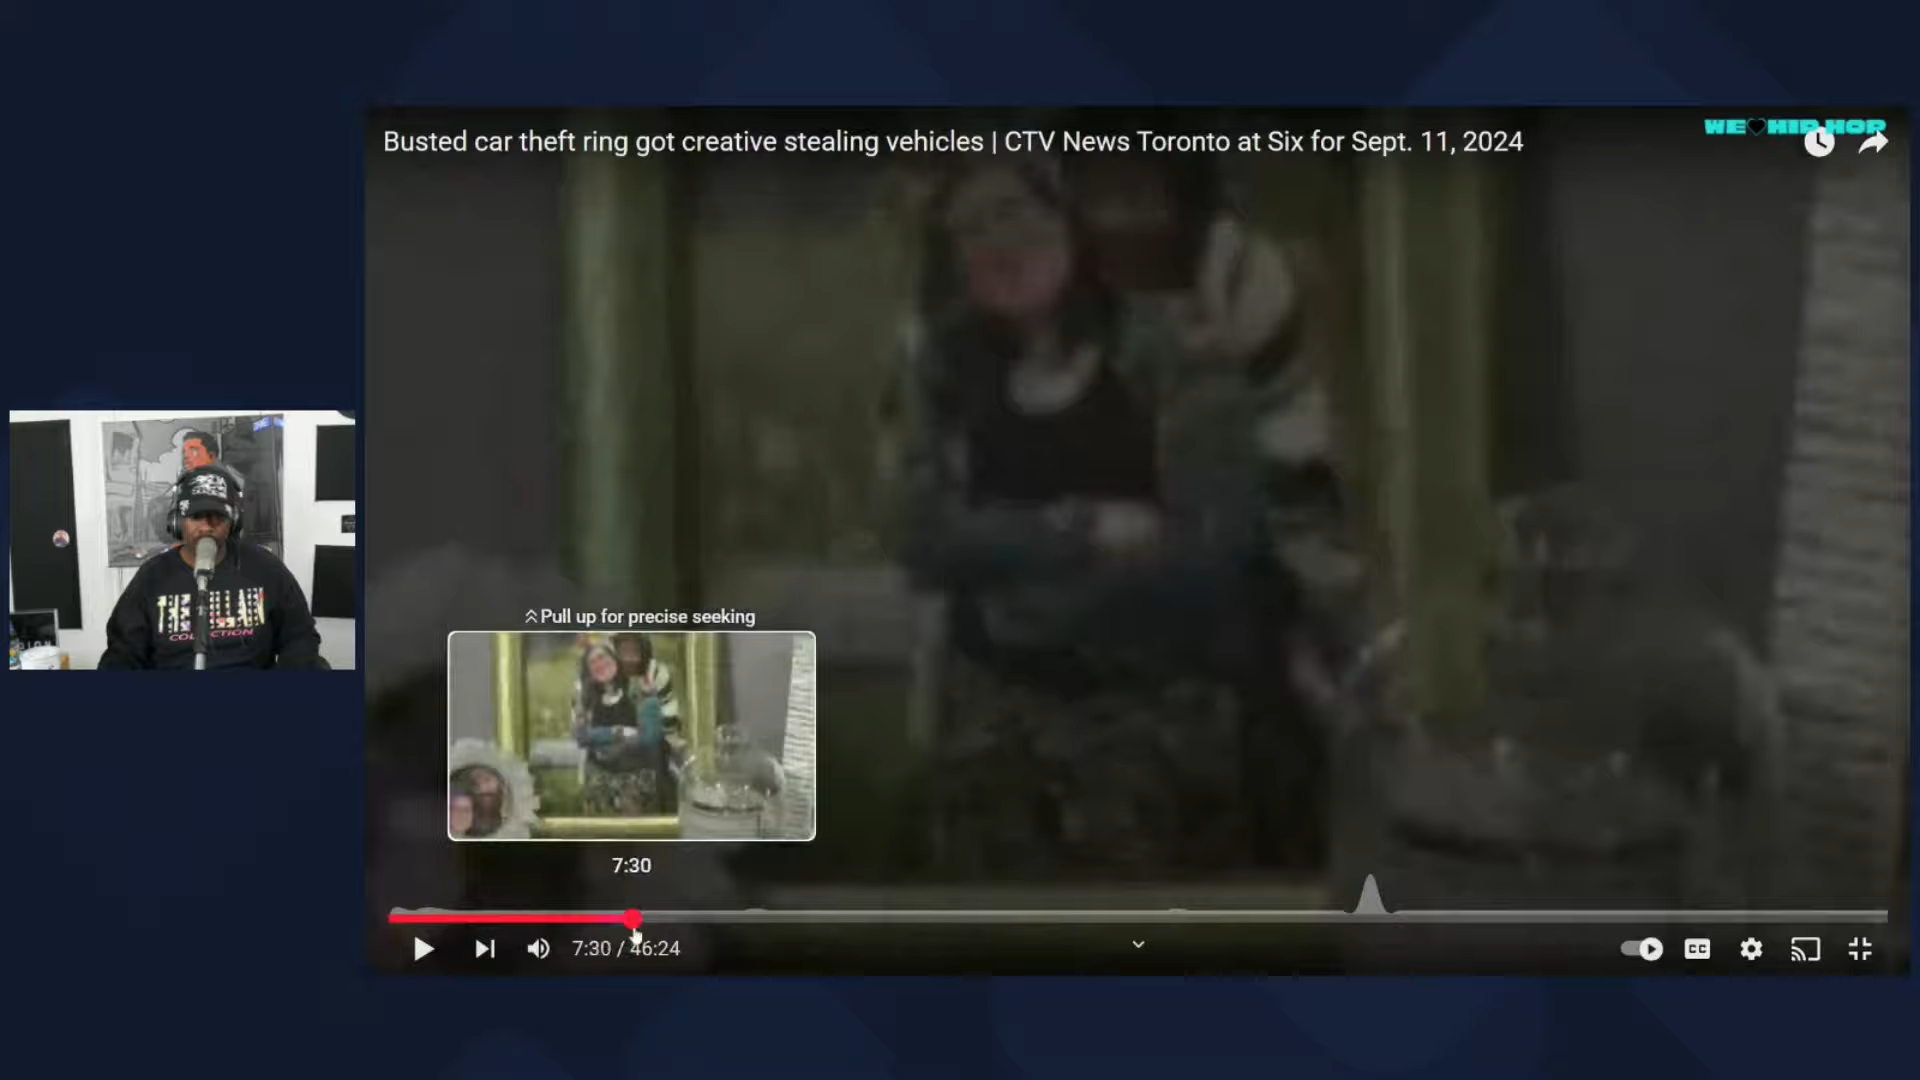 Busted car theft ring got creative stealing vehicles | CTV News Toronto at Six for Sept. 11, 2024
WE HIP HOP
Pull up for precise seeking
7:30
7:30 / 46:24
CC